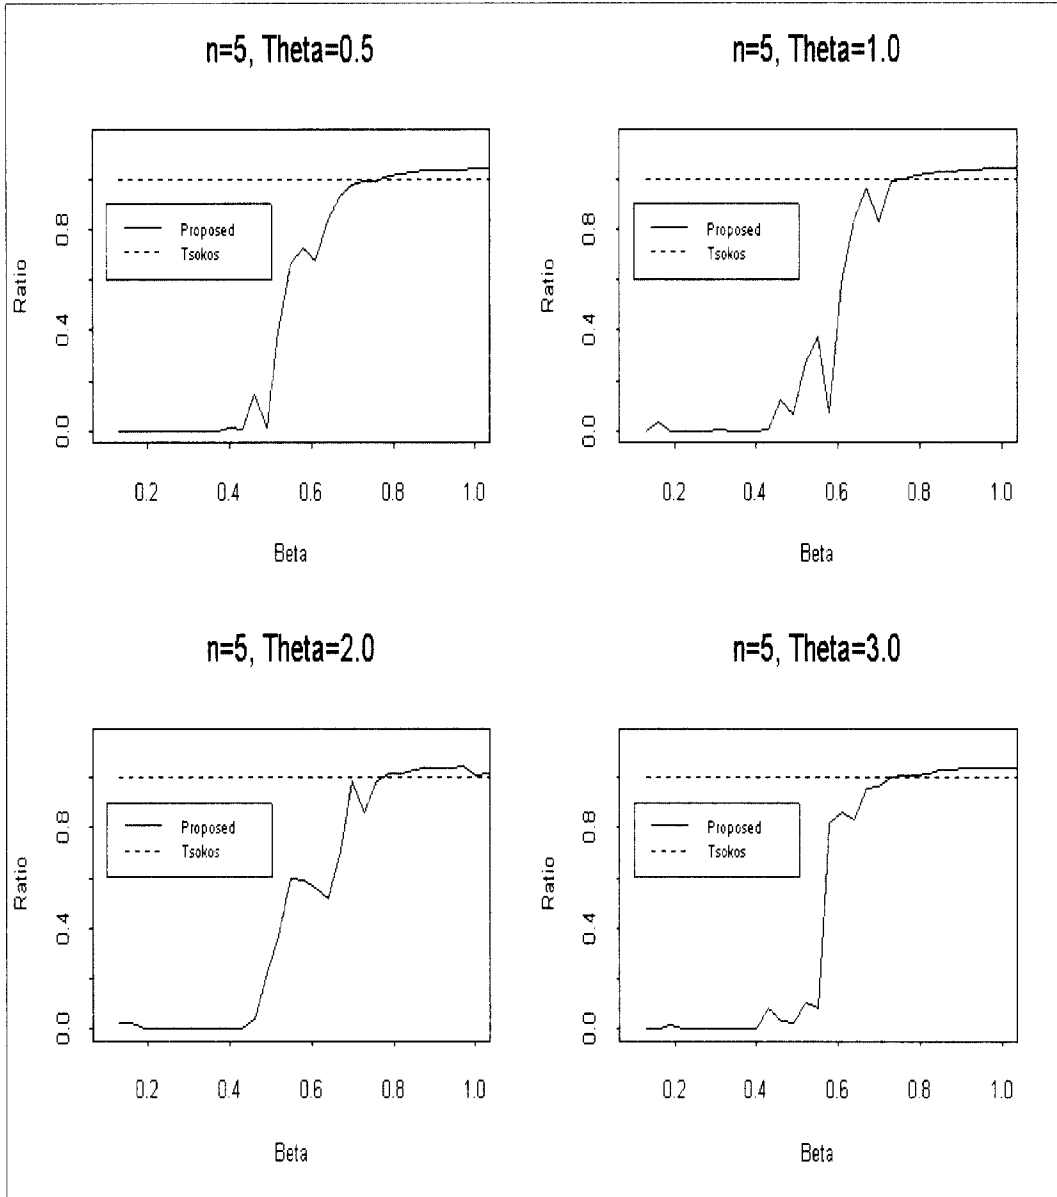 n=5, Theta=0.5
Ratio
0.0 0.4 0.8
Proposed
Tsokos
0.2 0.4 0.6 0.8 1.0
Beta
n=5, Theta=1.0
Ratio
0.0 0.4 0.8
Proposed
Tsokos
0.2 0.4 0.6 0.8 1.0
Beta
n=5, Theta=2.0
Ratio
0.0 0.4 0.8
Proposed
Tsokos
0.2 0.4 0.6 0.8 1.0
Beta
n=5, Theta=3.0
Ratio
0.0 0.4 0.8
Proposed
Tsokos
0.2 0.4 0.6 0.8 1.0
Beta